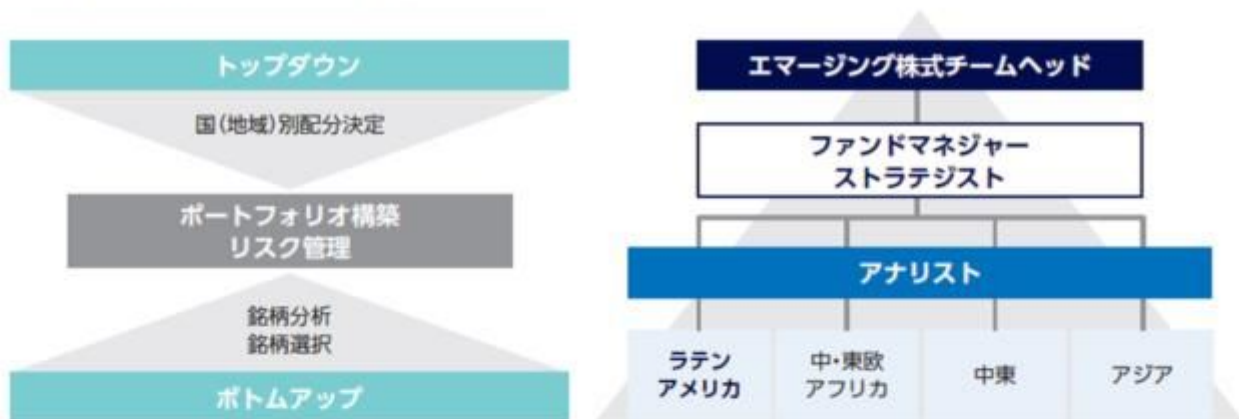 トップダウン
国(地域)別配分決定
ポートフォリオ構築
リスク管理
銘柄分析
銘柄選択
ボトムアップ
エマージング株式チームヘッド
ファンドマネジャー
ストラテジスト
アナリスト
ラテン
アメリカ
中・東欧
アフリカ
中東
アジア